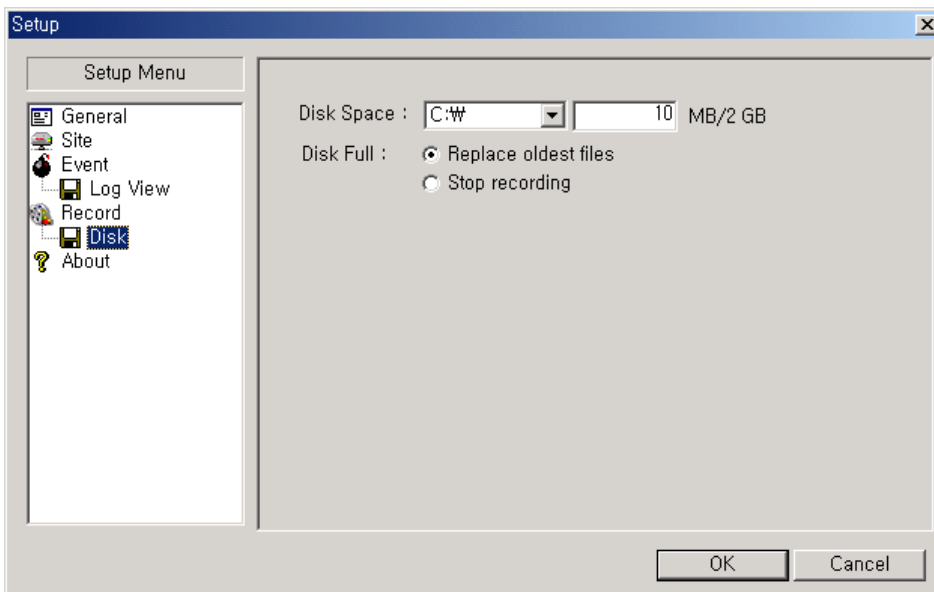 Setup
Setup Menu
General
Site
Event
Log View
Record
Disk
About
Disk Space : C:₩ 10 MB/2 GB
Disk Full : Replace oldest files
Stop recording
OK Cancel